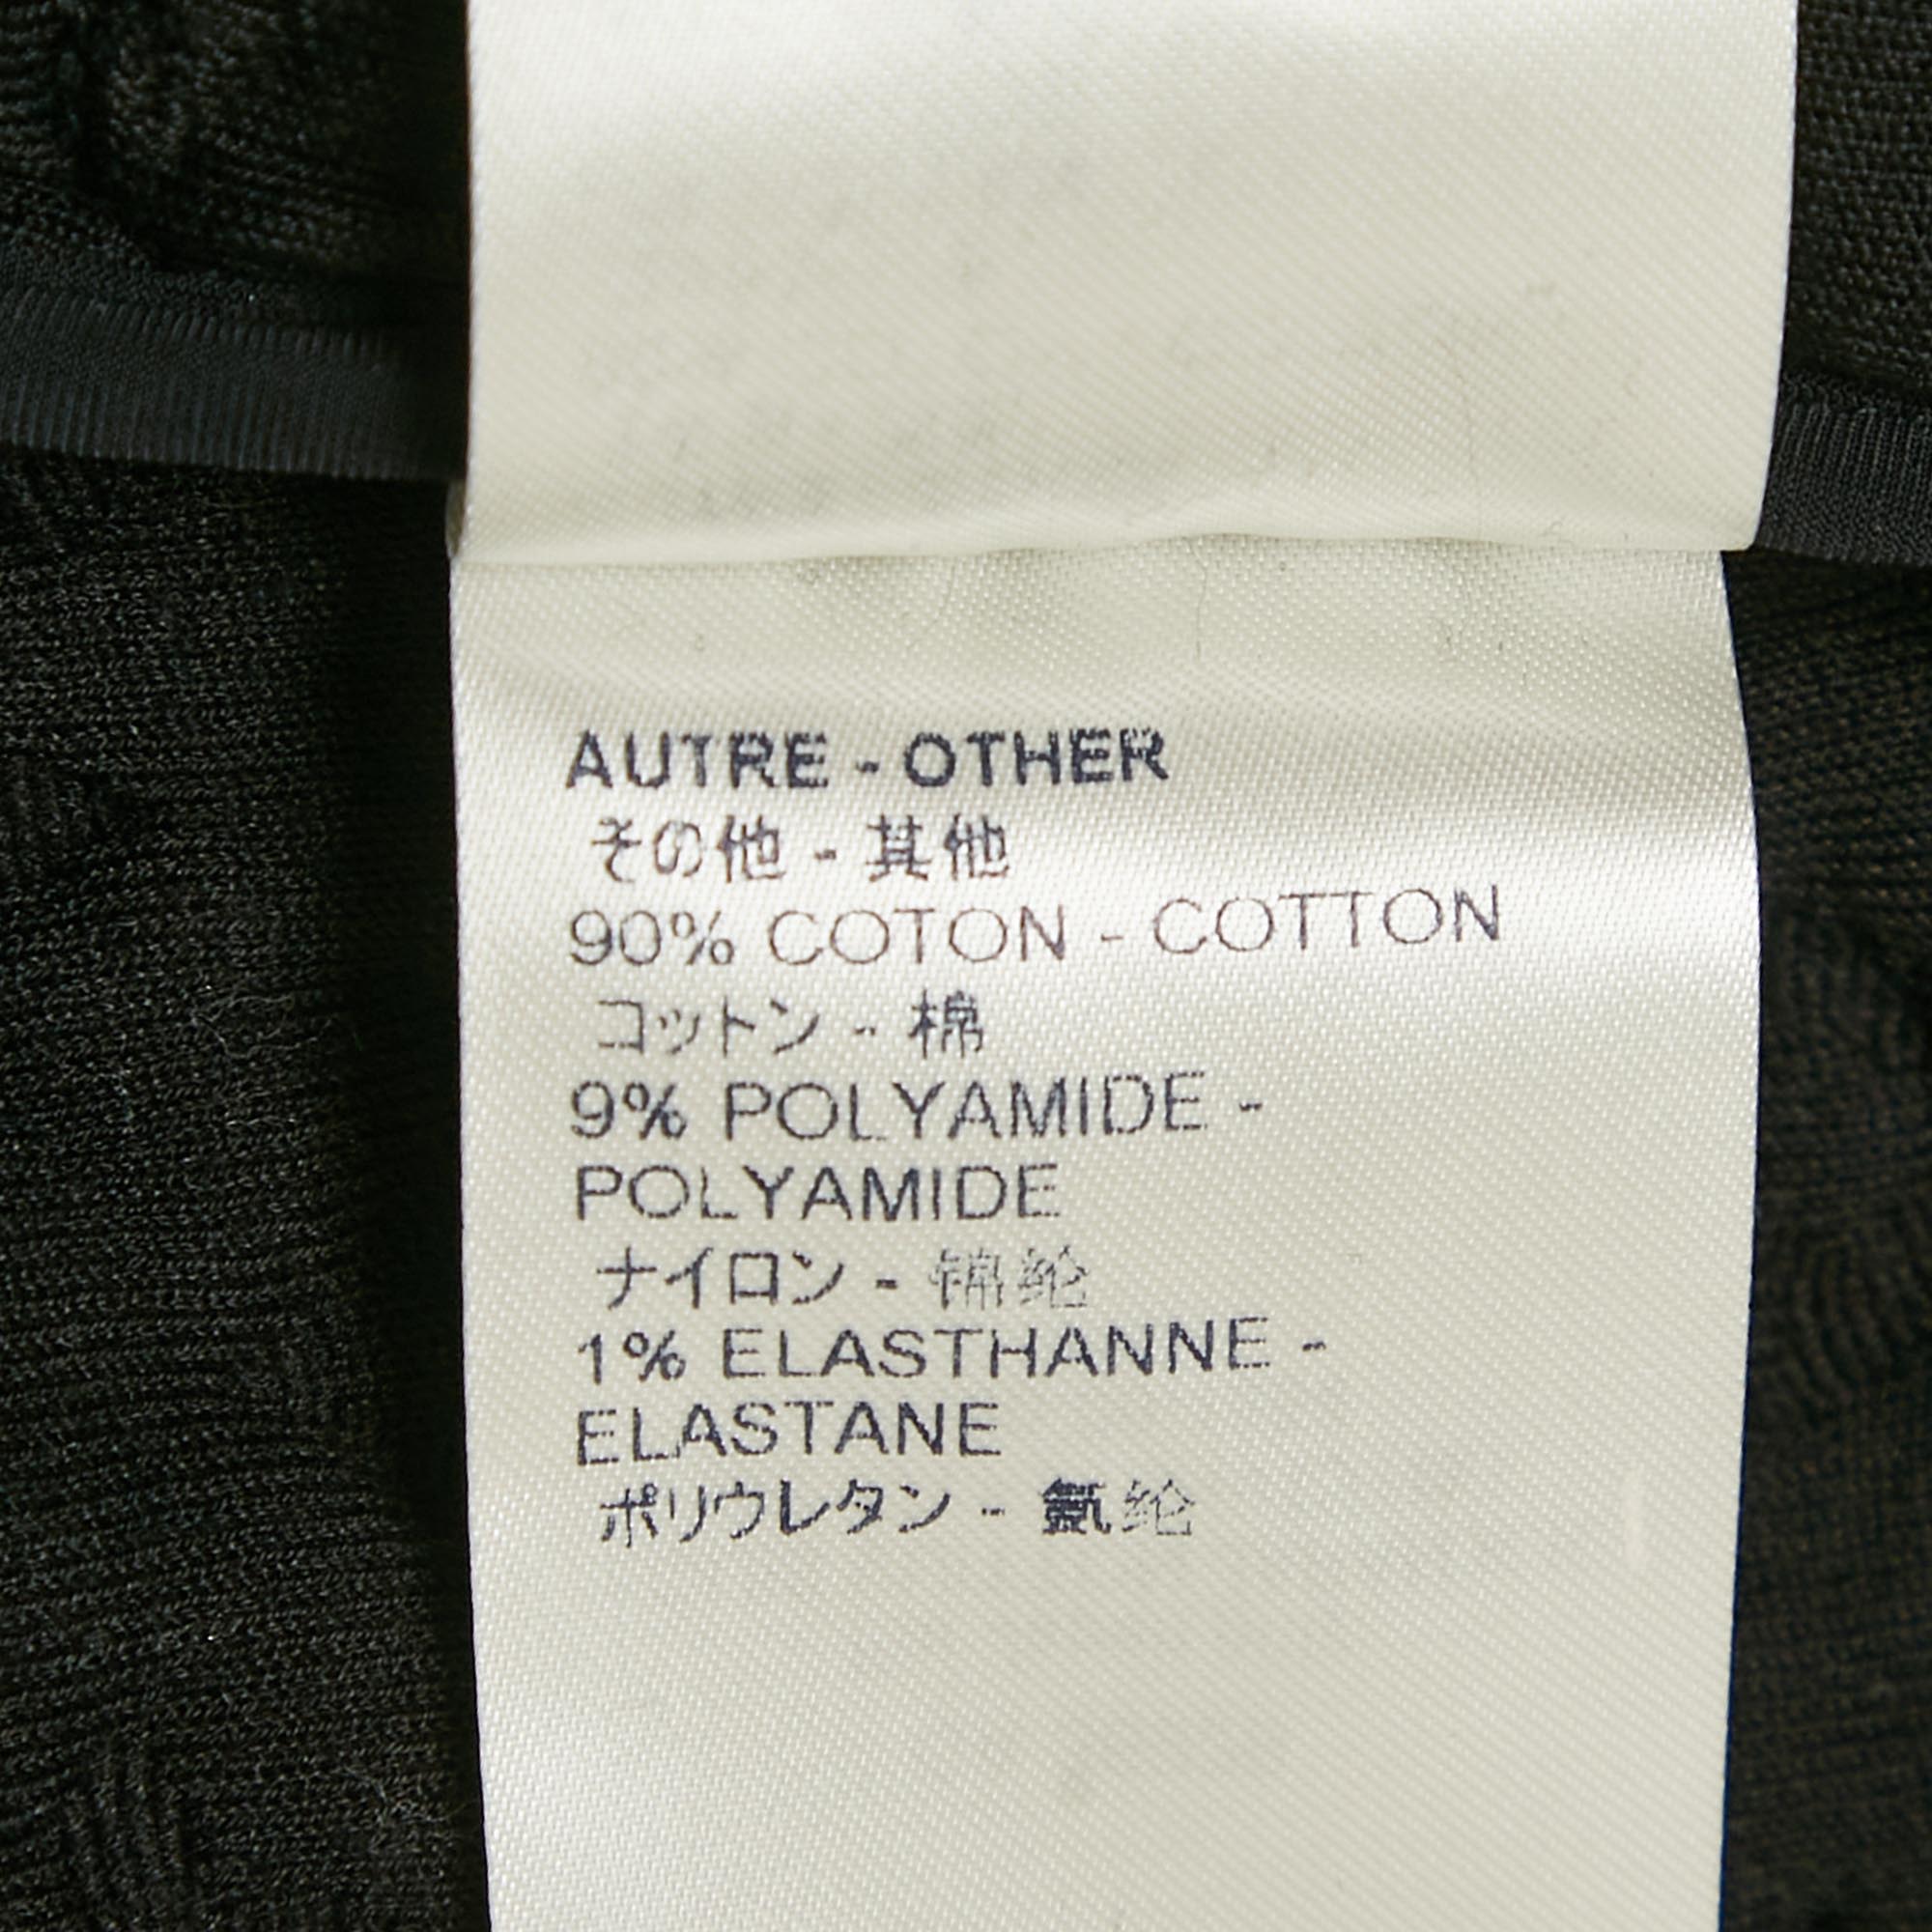 AUTRE - OTHER
その他 - 其他
90% COTON - COTTON
コットン - 棉
9% POLYAMIDE -
POLYAMIDE
ナイロン - 锦纶
1% ELASTHANNE -
ELASTANE
ポリウレタン - 氨纶